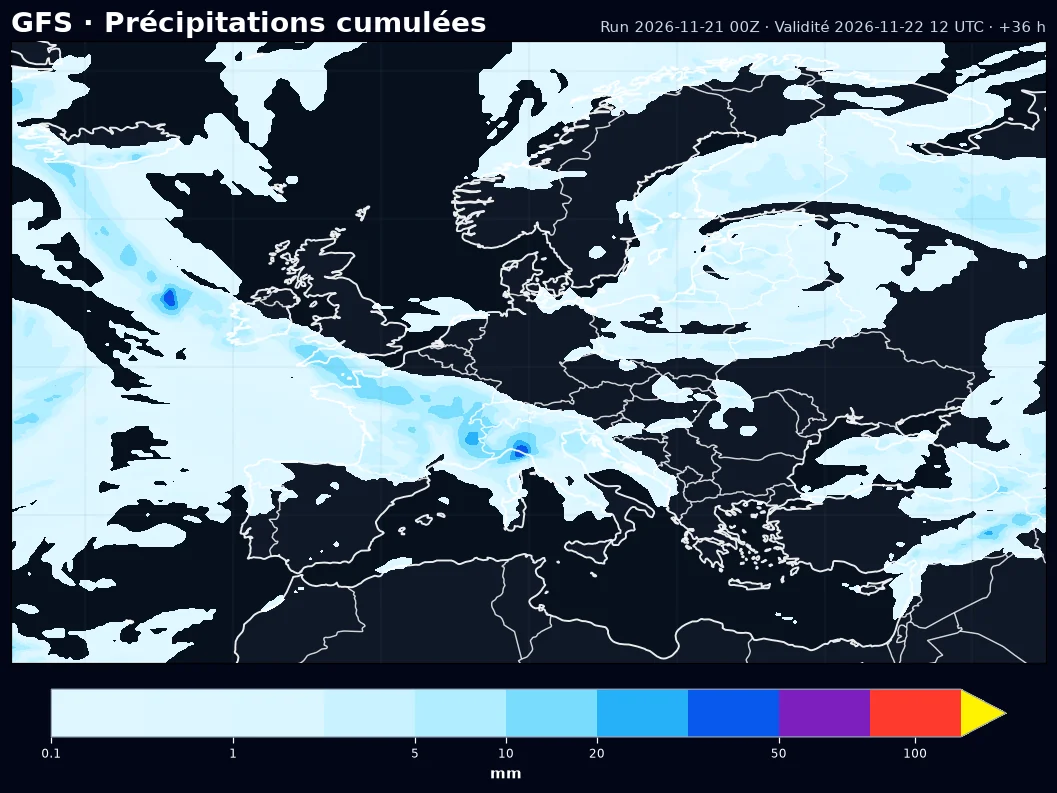 GFS · Précipitations cumulées
Run 2026-11-21 00Z · Validité 2026-11-22 12 UTC · +36 h
0.1 1 5 10 20 50 100
mm